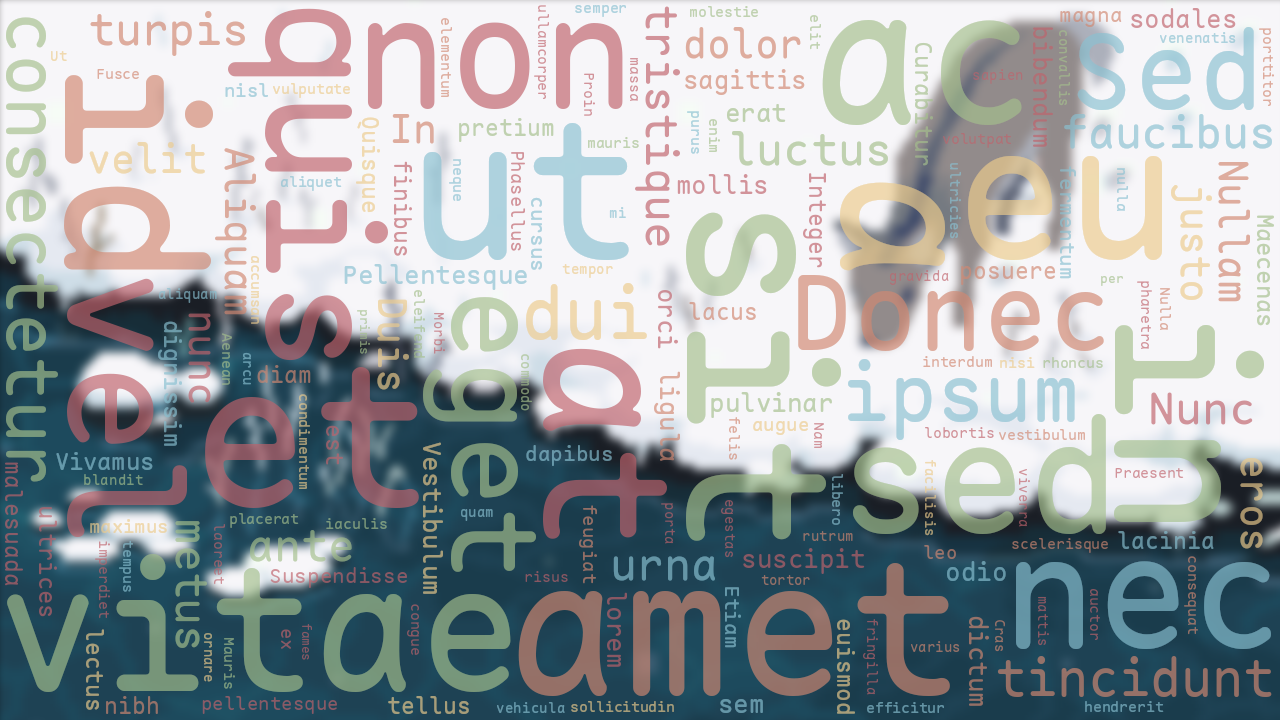 consectetur
turpis
quis
non
elementum
ullamcorper
semper
tristique
molestie
dolor
elit
ac
magna
sodales
venenatis
porttitor
Ut
Fusce
id
nisl
vulputate
Proin
massa
sagittis
Curabitur
sapien
bibendum
convallis
sed
velit
In
pretium
mauris
purus
enim
erat
volutpat
faucibus
Quisque
luctus
Aliquam
aliquet
finibus
neque
ut
Phasellus
cursus
mi
mollis
Integer
a
ultricies
eu
fermentum
nulla
justo
Nullam
Maecenas
accumsan
Pellentesque
tempor
sit
gravida
posuere
per
aliquam
velit
dignissim
nunc
Aenean
arcu
primis
Duis
eleifend
Morbi
eget
dui
orci
lacus
Donec
pharetra
Nulla
in
diam
commodo
at
ligula
interdum
nisi
rhoncus
ipsum
pulvinar
Nunc
et
condimentum
est
augue
felis
Nam
lobortis
vestibulum
Vivamus
blandit
malesuada
Vestibulum
dapibus
libero
sed
facilisis
viverra
Praesent
eros
ultrices
maximus
metus
laoreet
placerat
iaculis
quam
feugiat
porta
egestas
rutrum
imperdiet
tempus
ante
Suspendisse
risus
urna
suscipit
tortor
leo
scelerisque
lacinia
odio
nec
consequat
vitae
lectus
ornare
Mauris
ex
fames
congue
amet
lorem
Etiam
euismod
fringilla
varius
dictum
Cras
mattis
auctor
tincidunt
nibh
pellentesque
tellus
vehicula
sollicitudin
sem
efficitur
hendrerit